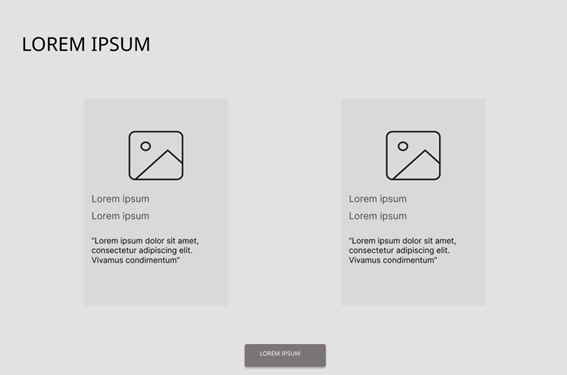 LOREM IPSUM
Lorem ipsum
Lorem ipsum
"Lorem ipsum dolor sit amet,
consectetur adipiscing elit.
Vivamus condimentum"
Lorem ipsum
Lorem ipsum
"Lorem ipsum dolor sit amet,
consectetur adipiscing elit.
Vivamus condimentum"
LOREM IPSUM